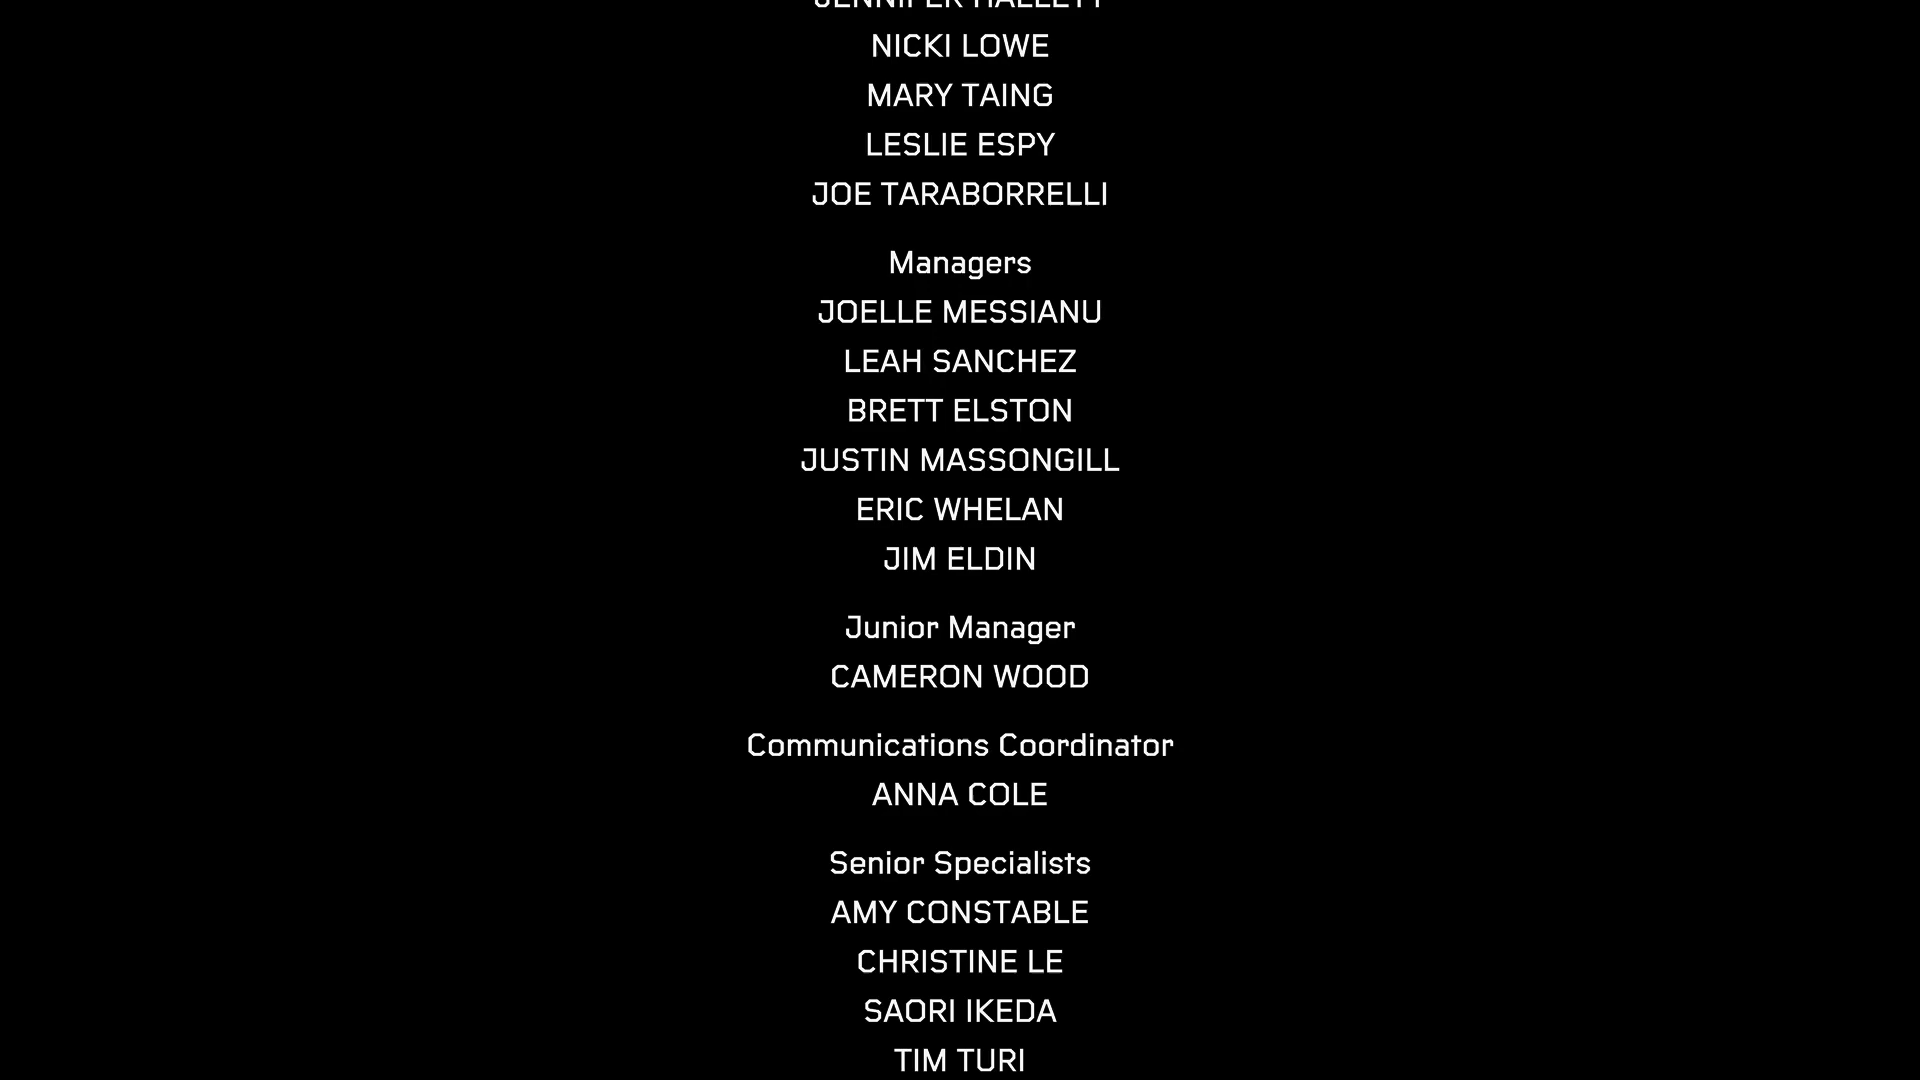 JENNIFER HALLETT
NICKI LOWE
MARY TAING
LESLIE ESPY
JOE TARABORRELLI
Managers
JOELLE MESSIANU
LEAH SANCHEZ
BRETT ELSTON
JUSTIN MASSONGILL
ERIC WHELAN
JIM ELDIN
Junior Manager
CAMERON WOOD
Communications Coordinator
ANNA COLE
Senior Specialists
AMY CONSTABLE
CHRISTINE LE
SAORI IKEDA
TIM TURI